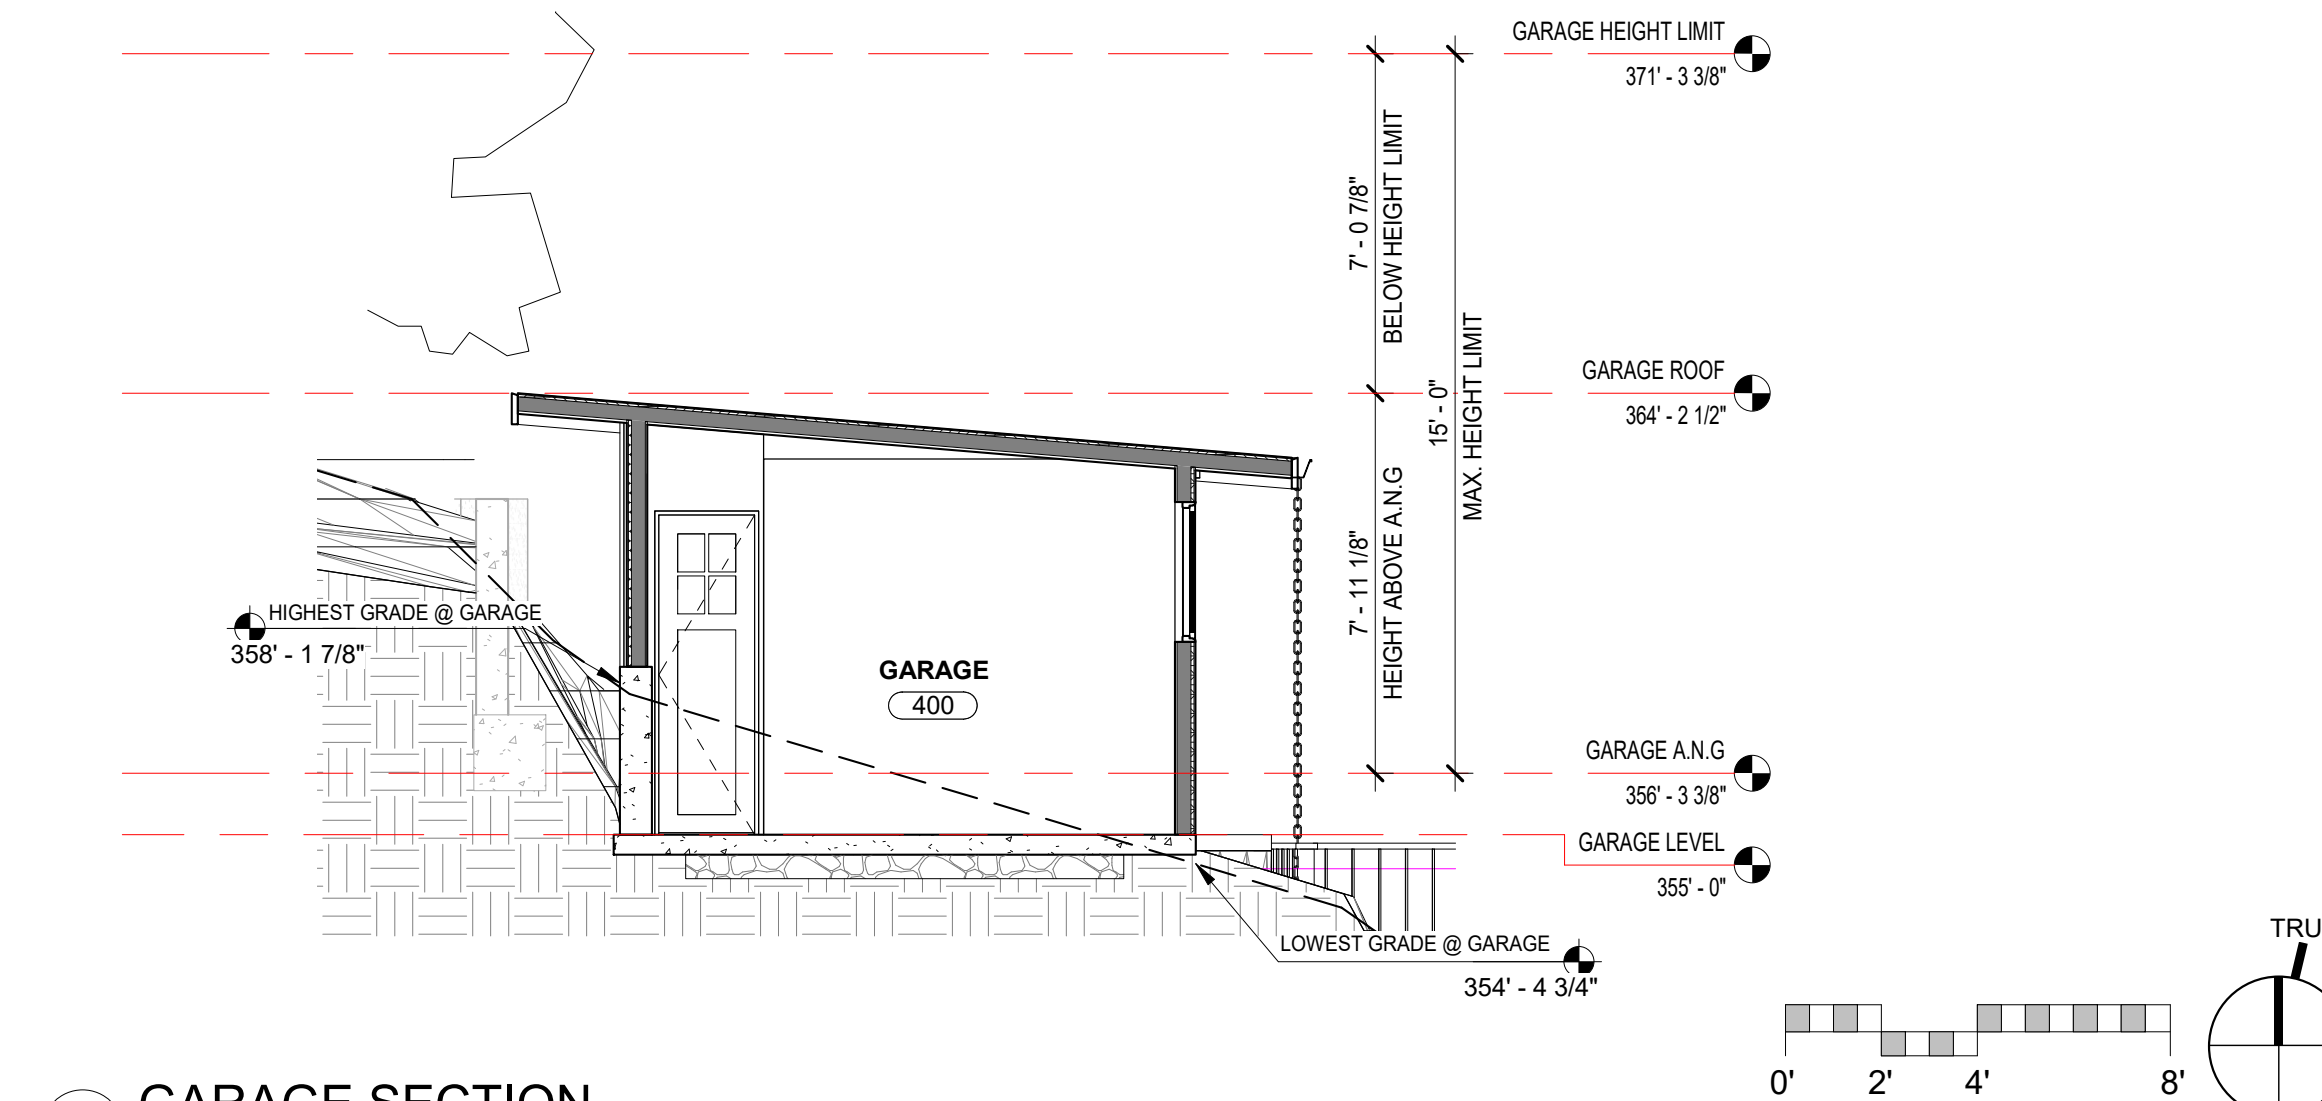 GARAGE HEIGHT LIMIT
371' - 3 3/8"
7' - 0 7/8"
BELOW HEIGHT LIMIT
15' - 0"
MAX. HEIGHT LIMIT
GARAGE ROOF
364' - 2 1/2"
7' - 11 1/8"
HEIGHT ABOVE A.N.G
HIGHEST GRADE @ GARAGE
358' - 1 7/8"
GARAGE
400
GARAGE A.N.G
356' - 3 3/8"
GARAGE LEVEL
355' - 0"
LOWEST GRADE @ GARAGE
354' - 4 3/4"
TRU
0' 2' 4' 8'
GARAGE SECTION